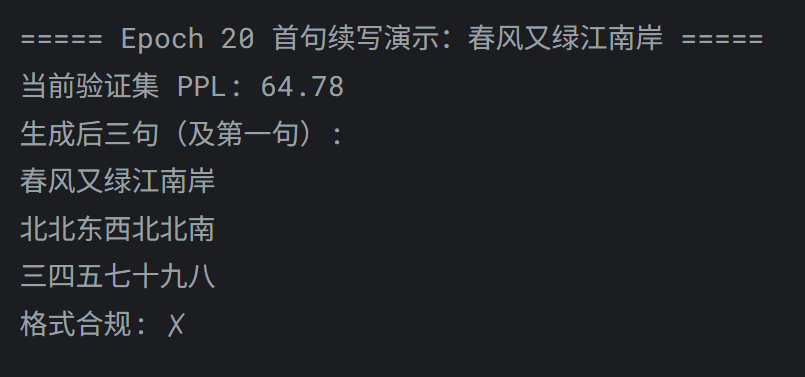 ===== Epoch 20 首句续写演示：春风又绿江南岸 =====
当前验证集 PPL: 64.78
生成后三句（及第一句）:
春风又绿江南岸
北北东西北北南
三四五七十九八
格式合规: ✗